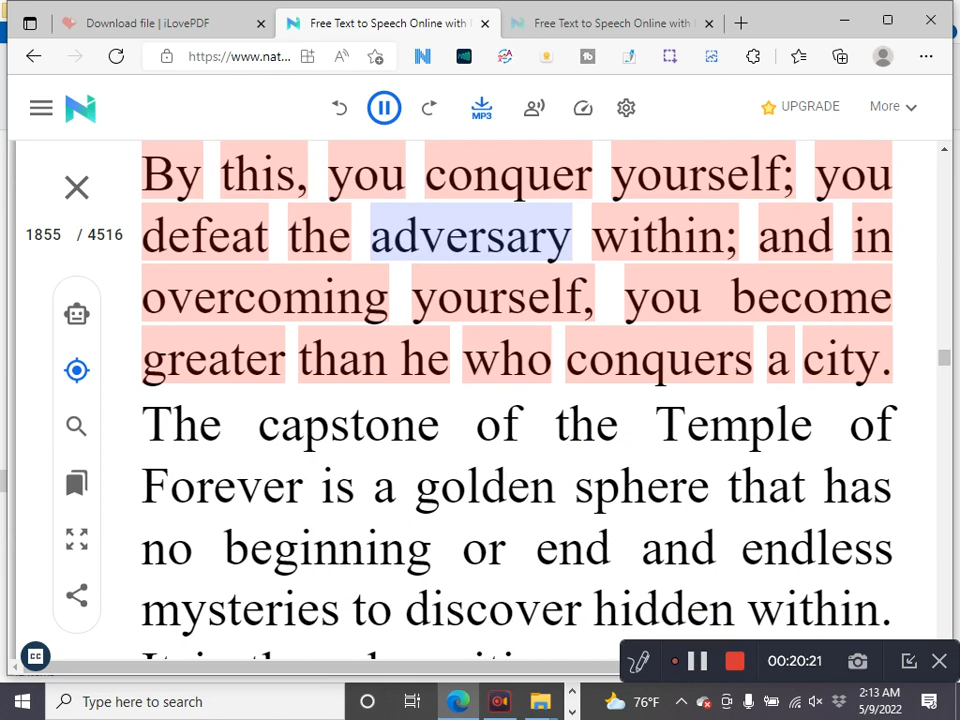 Download file | iLovePDF
Free Text to Speech Online with
Free Text to Speech Online with
https://www.nat...
MP3
UPGRADE
More
1855 / 4516
By this, you conquer yourself; you
defeat the adversary within; and in
overcoming yourself, you become
greater than he who conquers a city.
The capstone of the Temple of
Forever is a golden sphere that has
no beginning or end and endless
mysteries to discover hidden within.
CC
00:20:21
Type here to search
76°F
2:13 AM
5/9/2022